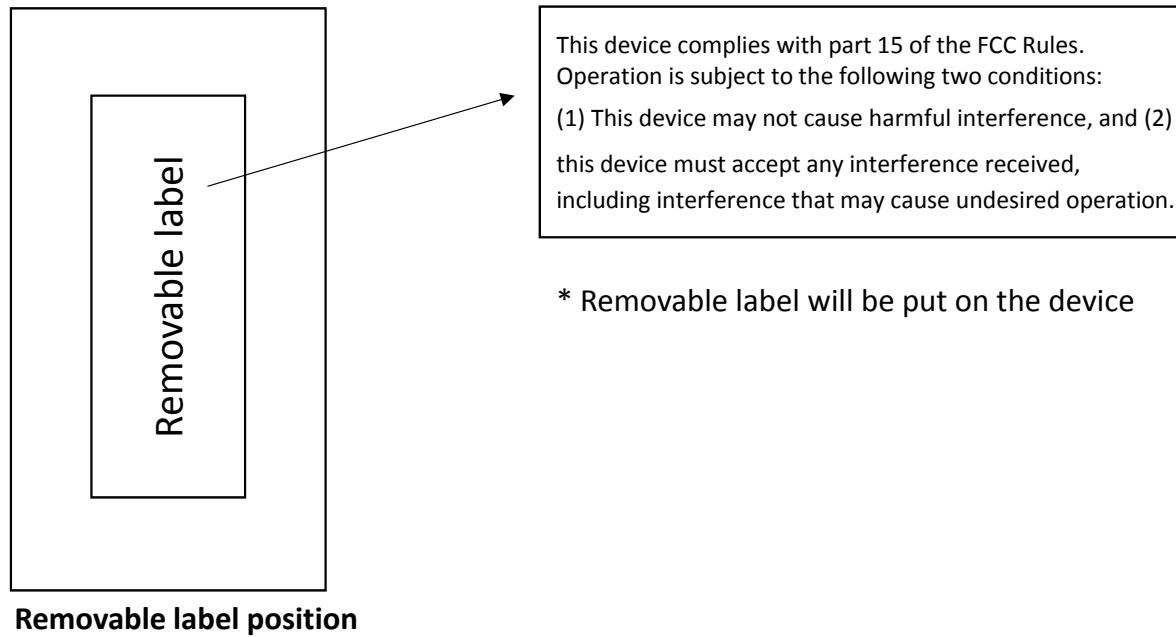 Removable label
This device complies with part 15 of the FCC Rules.
Operation is subject to the following two conditions:
(1) This device may not cause harmful interference, and (2)
this device must accept any interference received,
including interference that may cause undesired operation.
* Removable label will be put on the device
Removable label position